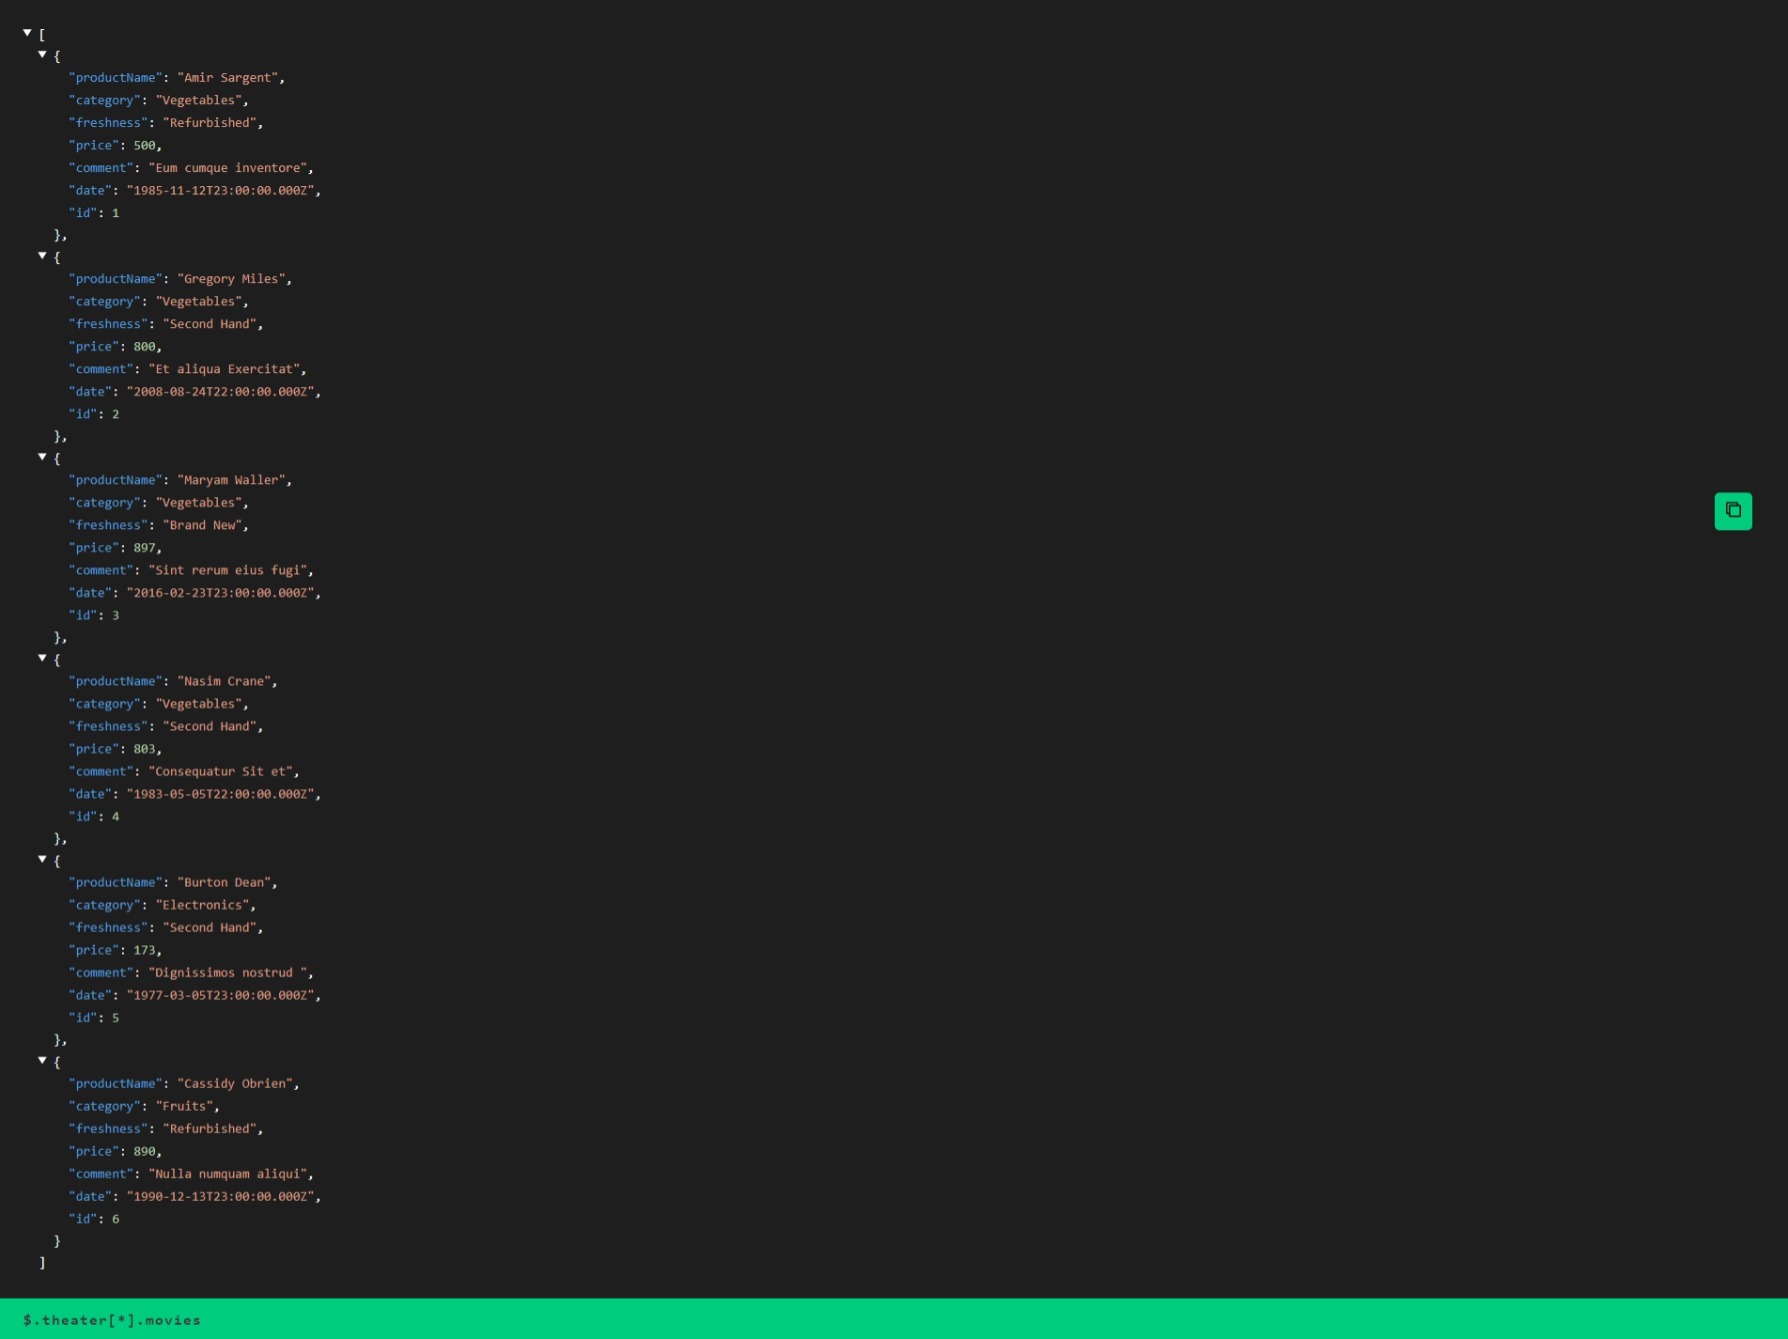 [
{
"productName": "Amir Sargent",
"category": "Vegetables",
"freshness": "Refurbished",
"price": 500,
"comment": "Eum cumque inventore",
"date": "1985-11-12T23:00:00.000Z",
"id": 1
},
{
"productName": "Gregory Miles",
"category": "Vegetables",
"freshness": "Second Hand",
"price": 800,
"comment": "Et aliqua Exercitat",
"date": "2008-08-24T22:00:00.000Z",
"id": 2
},
{
"productName": "Maryam Waller",
"category": "Vegetables",
"freshness": "Brand New",
"price": 897,
"comment": "Sint rerum eius fugi",
"date": "2016-02-23T23:00:00.000Z",
"id": 3
},
{
"productName": "Nasim Crane",
"category": "Vegetables",
"freshness": "Second Hand",
"price": 803,
"comment": "Consequatur Sit et",
"date": "1983-05-05T22:00:00.000Z",
"id": 4
},
{
"productName": "Burton Dean",
"category": "Electronics",
"freshness": "Second Hand",
"price": 173,
"comment": "Dignissimos nostrud ",
"date": "1977-03-05T23:00:00.000Z",
"id": 5
},
{
"productName": "Cassidy Obrien",
"category": "Fruits",
"freshness": "Refurbished",
"price": 890,
"comment": "Nulla numquam aliqui",
"date": "1990-12-13T23:00:00.000Z",
"id": 6
}
]
$.theater[*].movies